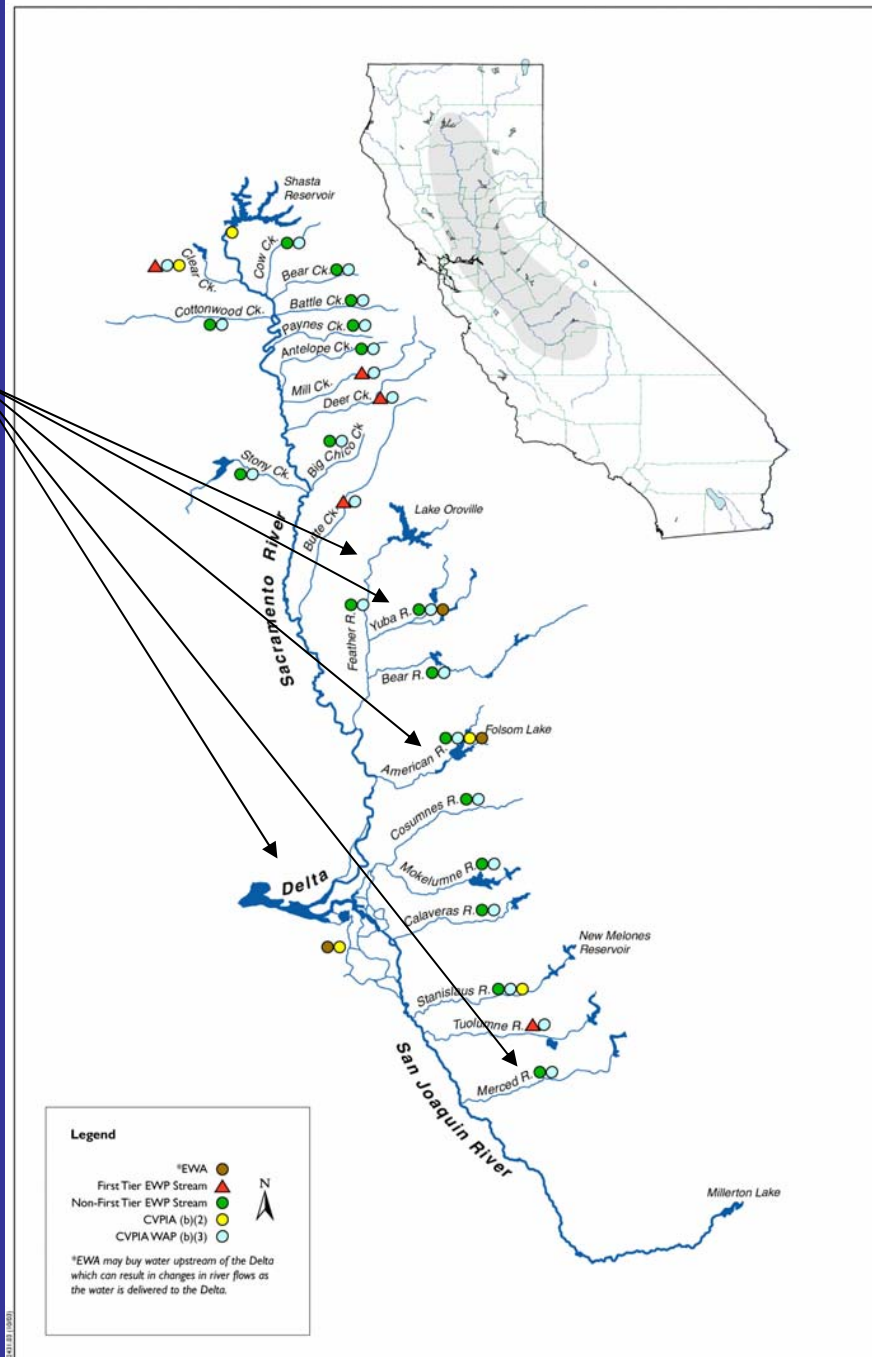 Shasta
Reservoir
Cow Ck.
Clear
Ck.
Bear Ck.
Cottonwood Ck.
Battle Ck.
Paynes Ck.
Antelope Ck.
Mill Ck.
Deer Ck.
Big Chico Ck
Stony Ck.
Butte Ck.
Lake Oroville
Sacramento River
Feather R.
Yuba R.
Bear R.
Folsom Lake
American R.
Cosumnes R.
Delta
Mokelumne R.
Calaveras R.
New Melones
Reservoir
Stanislaus R.
Tuolumne R.
Merced R.
San Joaquin River
Millerton Lake
Legend
*EWA
First Tier EWP Stream
Non-First Tier EWP Stream
CVPIA (b)(2)
CVPIA WAP (b)(3)
N
*EWA may buy water upstream of the Delta
which can result in changes in river flows as
the water is delivered to the Delta.